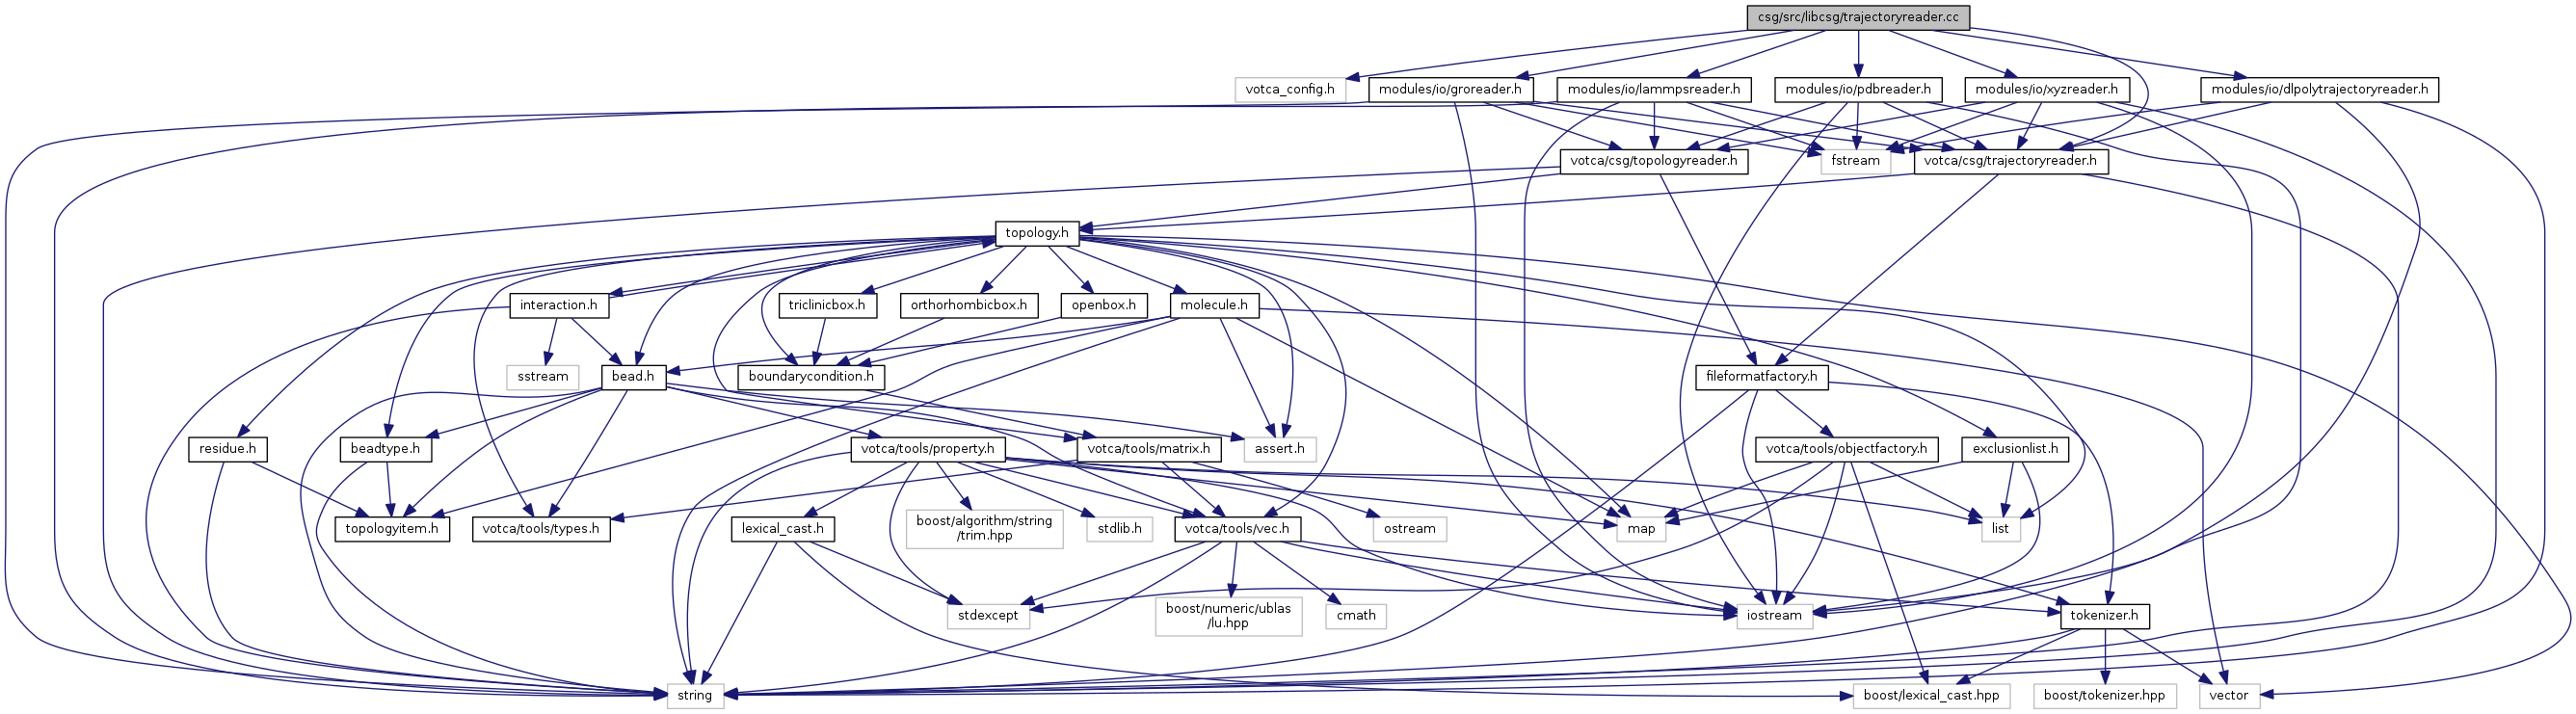 csg/src/libcsg/trajectoryreader.cc
votca_config.h
modules/io/groreader.h
modules/io/lammpsreader.h
modules/io/pdbreader.h
modules/io/xyzreader.h
modules/io/dlpolytrajectoryreader.h
votca/csg/topologyreader.h
fstream
votca/csg/trajectoryreader.h
topology.h
interaction.h
triclinicbox.h
orthorhombicbox.h
openbox.h
molecule.h
sstream
bead.h
boundarycondition.h
fileformatfactory.h
residue.h
beadtype.h
votca/tools/property.h
votca/tools/matrix.h
assert.h
votca/tools/objectfactory.h
exclusionlist.h
topologyitem.h
votca/tools/types.h
lexical_cast.h
boost/algorithm/string
/trim.hpp
stdlib.h
votca/tools/vec.h
ostream
map
list
stdexcept
boost/numeric/ublas
/lu.hpp
cmath
iostream
tokenizer.h
string
boost/lexical_cast.hpp
boost/tokenizer.hpp
vector